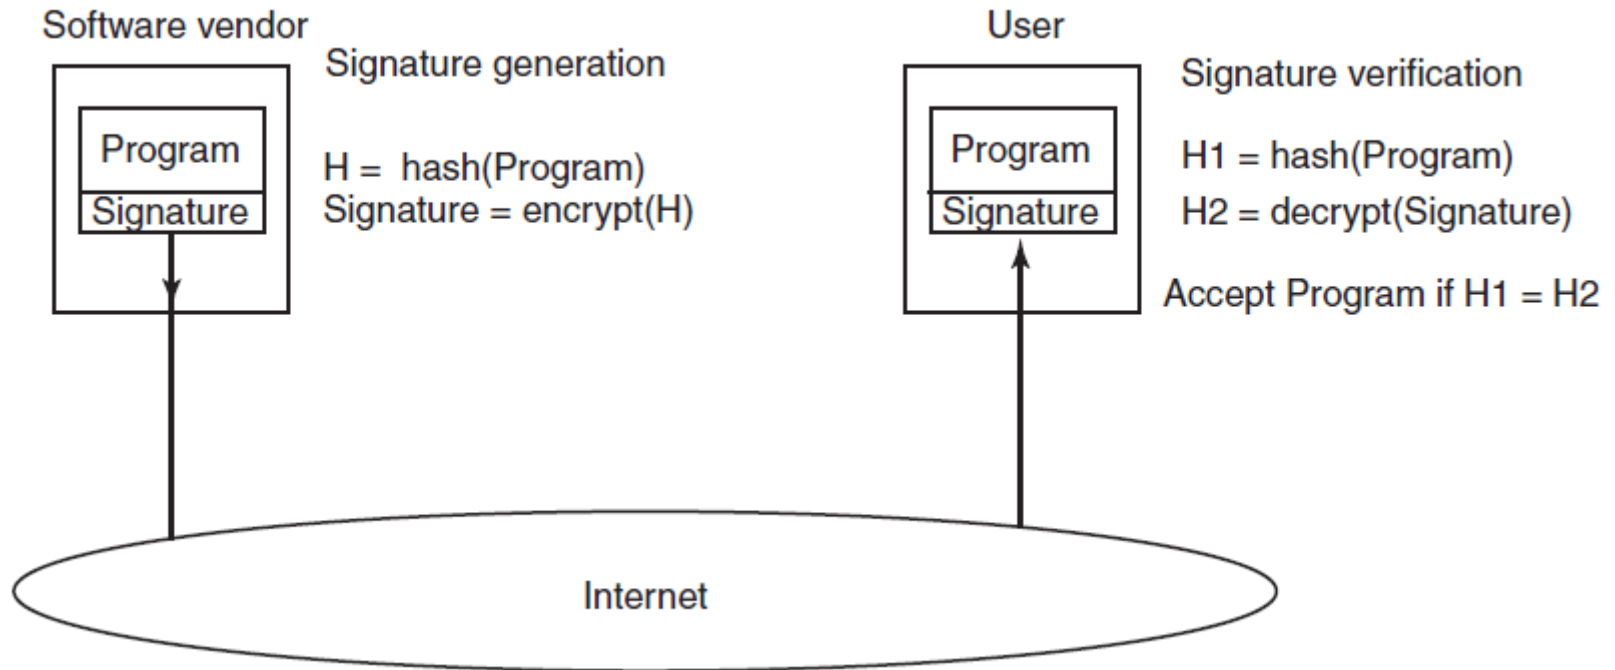 Software vendor
Signature generation
Program
Signature
H = hash(Program)
Signature = encrypt(H)
User
Signature verification
Program
Signature
H1 = hash(Program)
H2 = decrypt(Signature)
Accept Program if H1 = H2
Internet